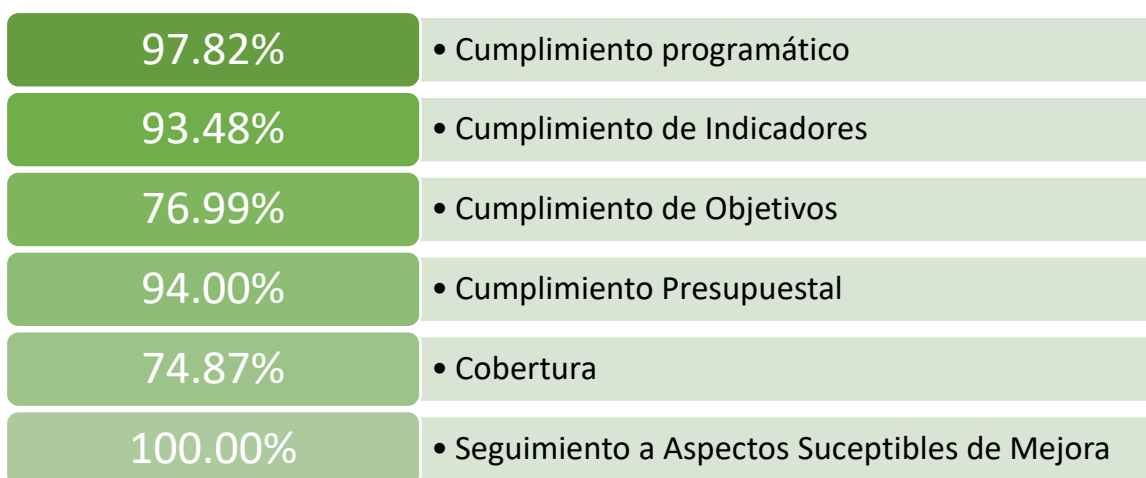 97.82%
• Cumplimiento programático
93.48%
• Cumplimiento de Indicadores
76.99%
• Cumplimiento de Objetivos
94.00%
• Cumplimiento Presupuestal
74.87%
• Cobertura
100.00%
• Seguimiento a Aspectos Suceptibles de Mejora